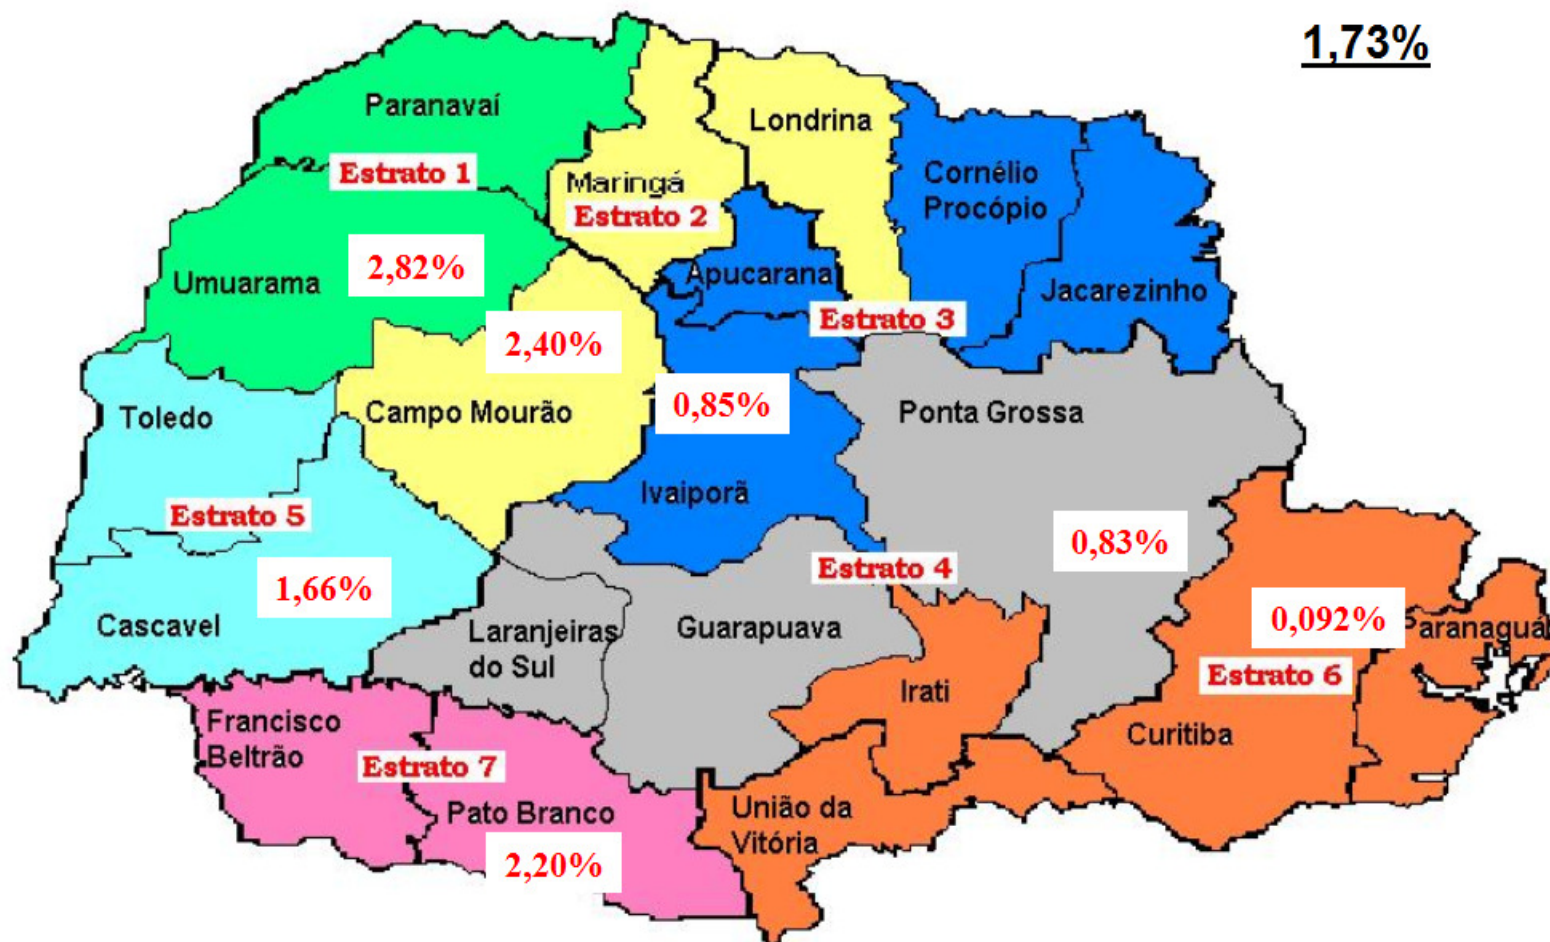 1,73%
Paranavaí
Londrina
Estrato 1
Maringá
Cornélio
Procópio
Estrato 2
Umuarama
2,82%
Apucarana
Jacarezinho
Estrato 3
2,40%
Toledo
Campo Mourão
0,85%
Ponta Grossa
Ivaiporã
Estrato 5
0,83%
Estrato 4
1,66%
Cascavel
Laranjeiras
do Sul
Guarapuava
0,092%
Paranaguá
Estrato 6
Irati
Francisco
Beltrão
Curitiba
Estrato 7
Pato Branco
União da
Vitória
2,20%